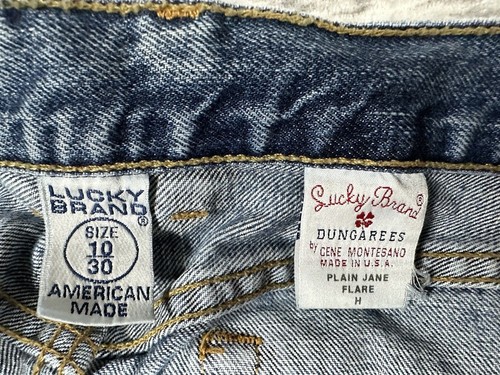 LUCKY
BRAND®
SIZE
10
30
AMERICAN
MADE
Lucky Brand®
DUNGAREES
by GENE MONTESANO
MADE IN U.S.A.
PLAIN JANE
FLARE
H